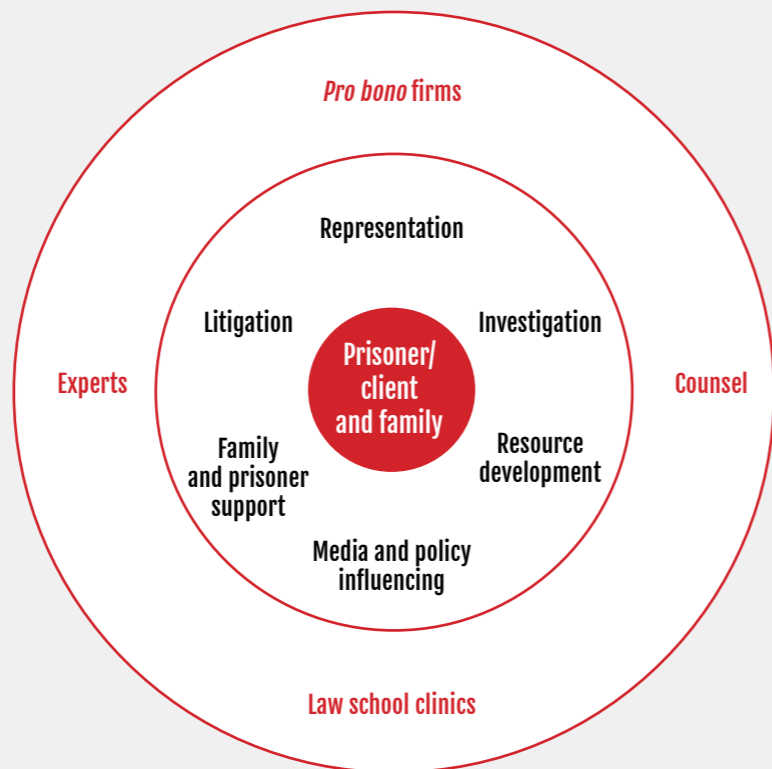 Pro bono firms
Representation
Litigation
Investigation
Prisoner/
client
and family
Experts
Counsel
Family
and prisoner
support
Resource
development
Media and policy
influencing
Law school clinics